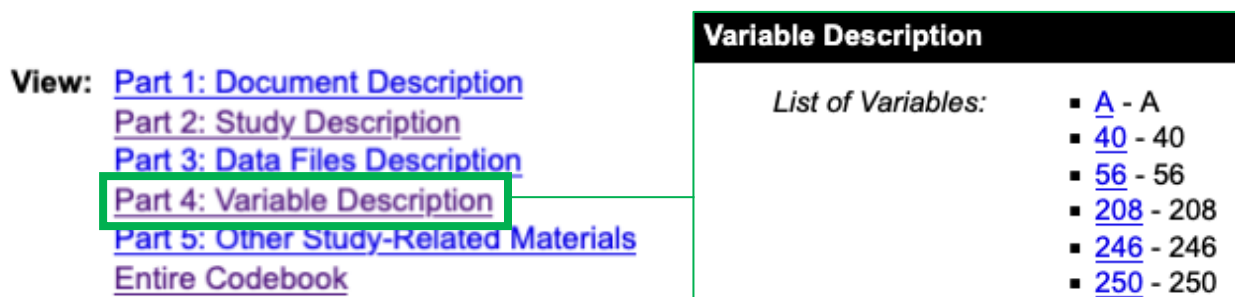 View: Part 1: Document Description
Part 2: Study Description
Part 3: Data Files Description
Part 4: Variable Description
Part 5: Other Study-Related Materials
Entire Codebook
Variable Description
List of Variables:
▪ A - A
▪ 40 - 40
▪ 56 - 56
▪ 208 - 208
▪ 246 - 246
▪ 250 - 250